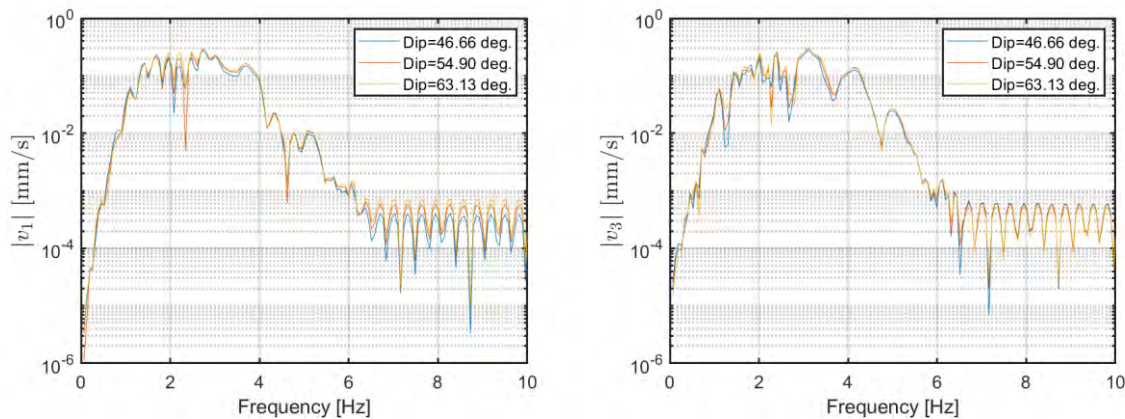 10^0
10^-2
10^-4
10^-6
|v_1| [mm/s]
0 2 4 6 8 10
Frequency [Hz]
Dip=46.66 deg.
Dip=54.90 deg.
Dip=63.13 deg.
10^0
10^-2
10^-4
10^-6
|v_3| [mm/s]
0 2 4 6 8 10
Frequency [Hz]
Dip=46.66 deg.
Dip=54.90 deg.
Dip=63.13 deg.